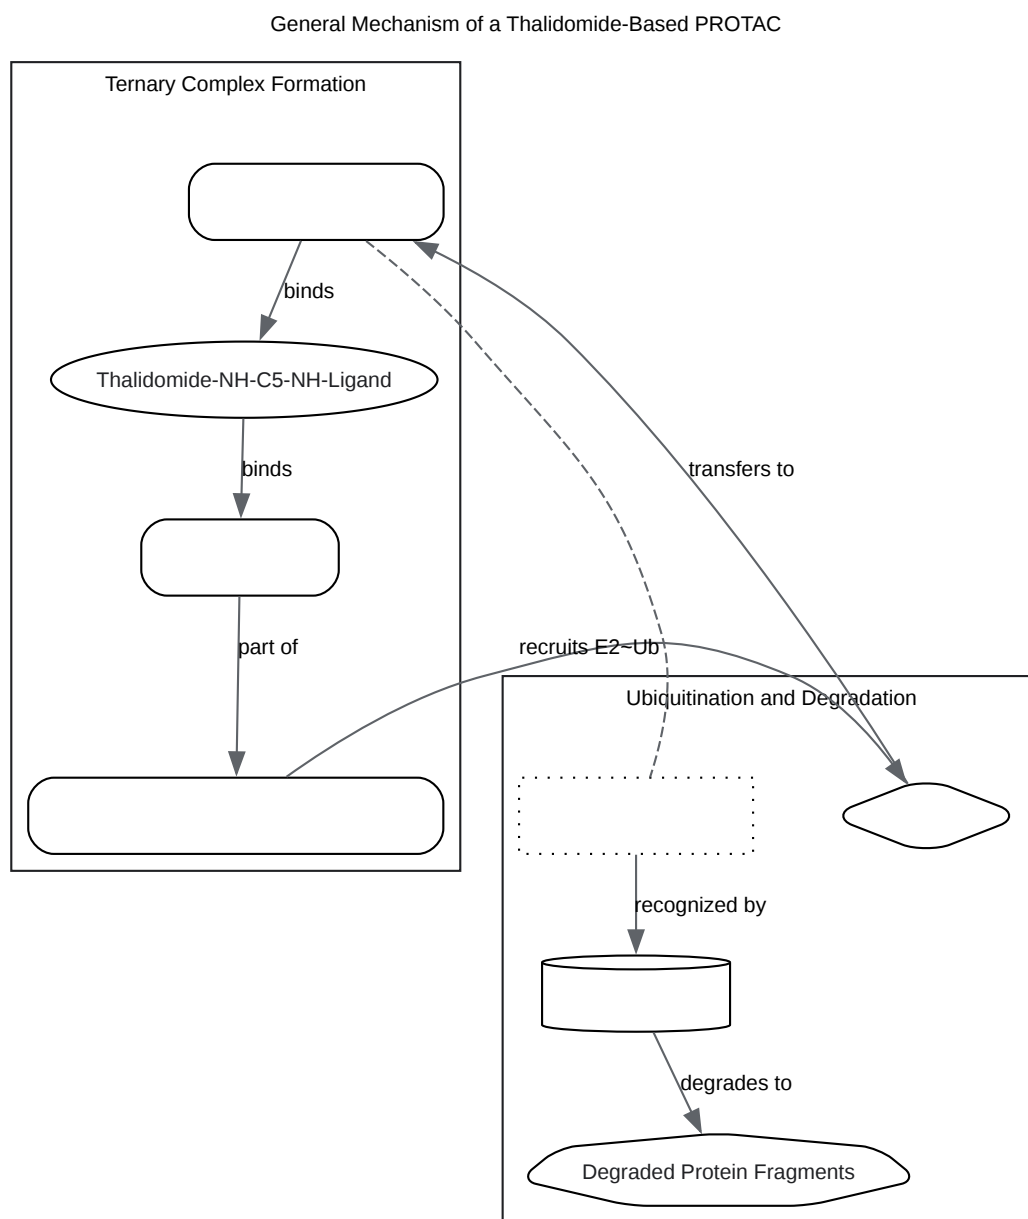 General Mechanism of a Thalidomide-Based PROTAC
Ternary Complex Formation
binds
Thalidomide-NH-C5-NH-Ligand
binds
transfers to
part of
recruits E2~Ub
Ubiquitination and Degradation
recognized by
degrades to
Degraded Protein Fragments